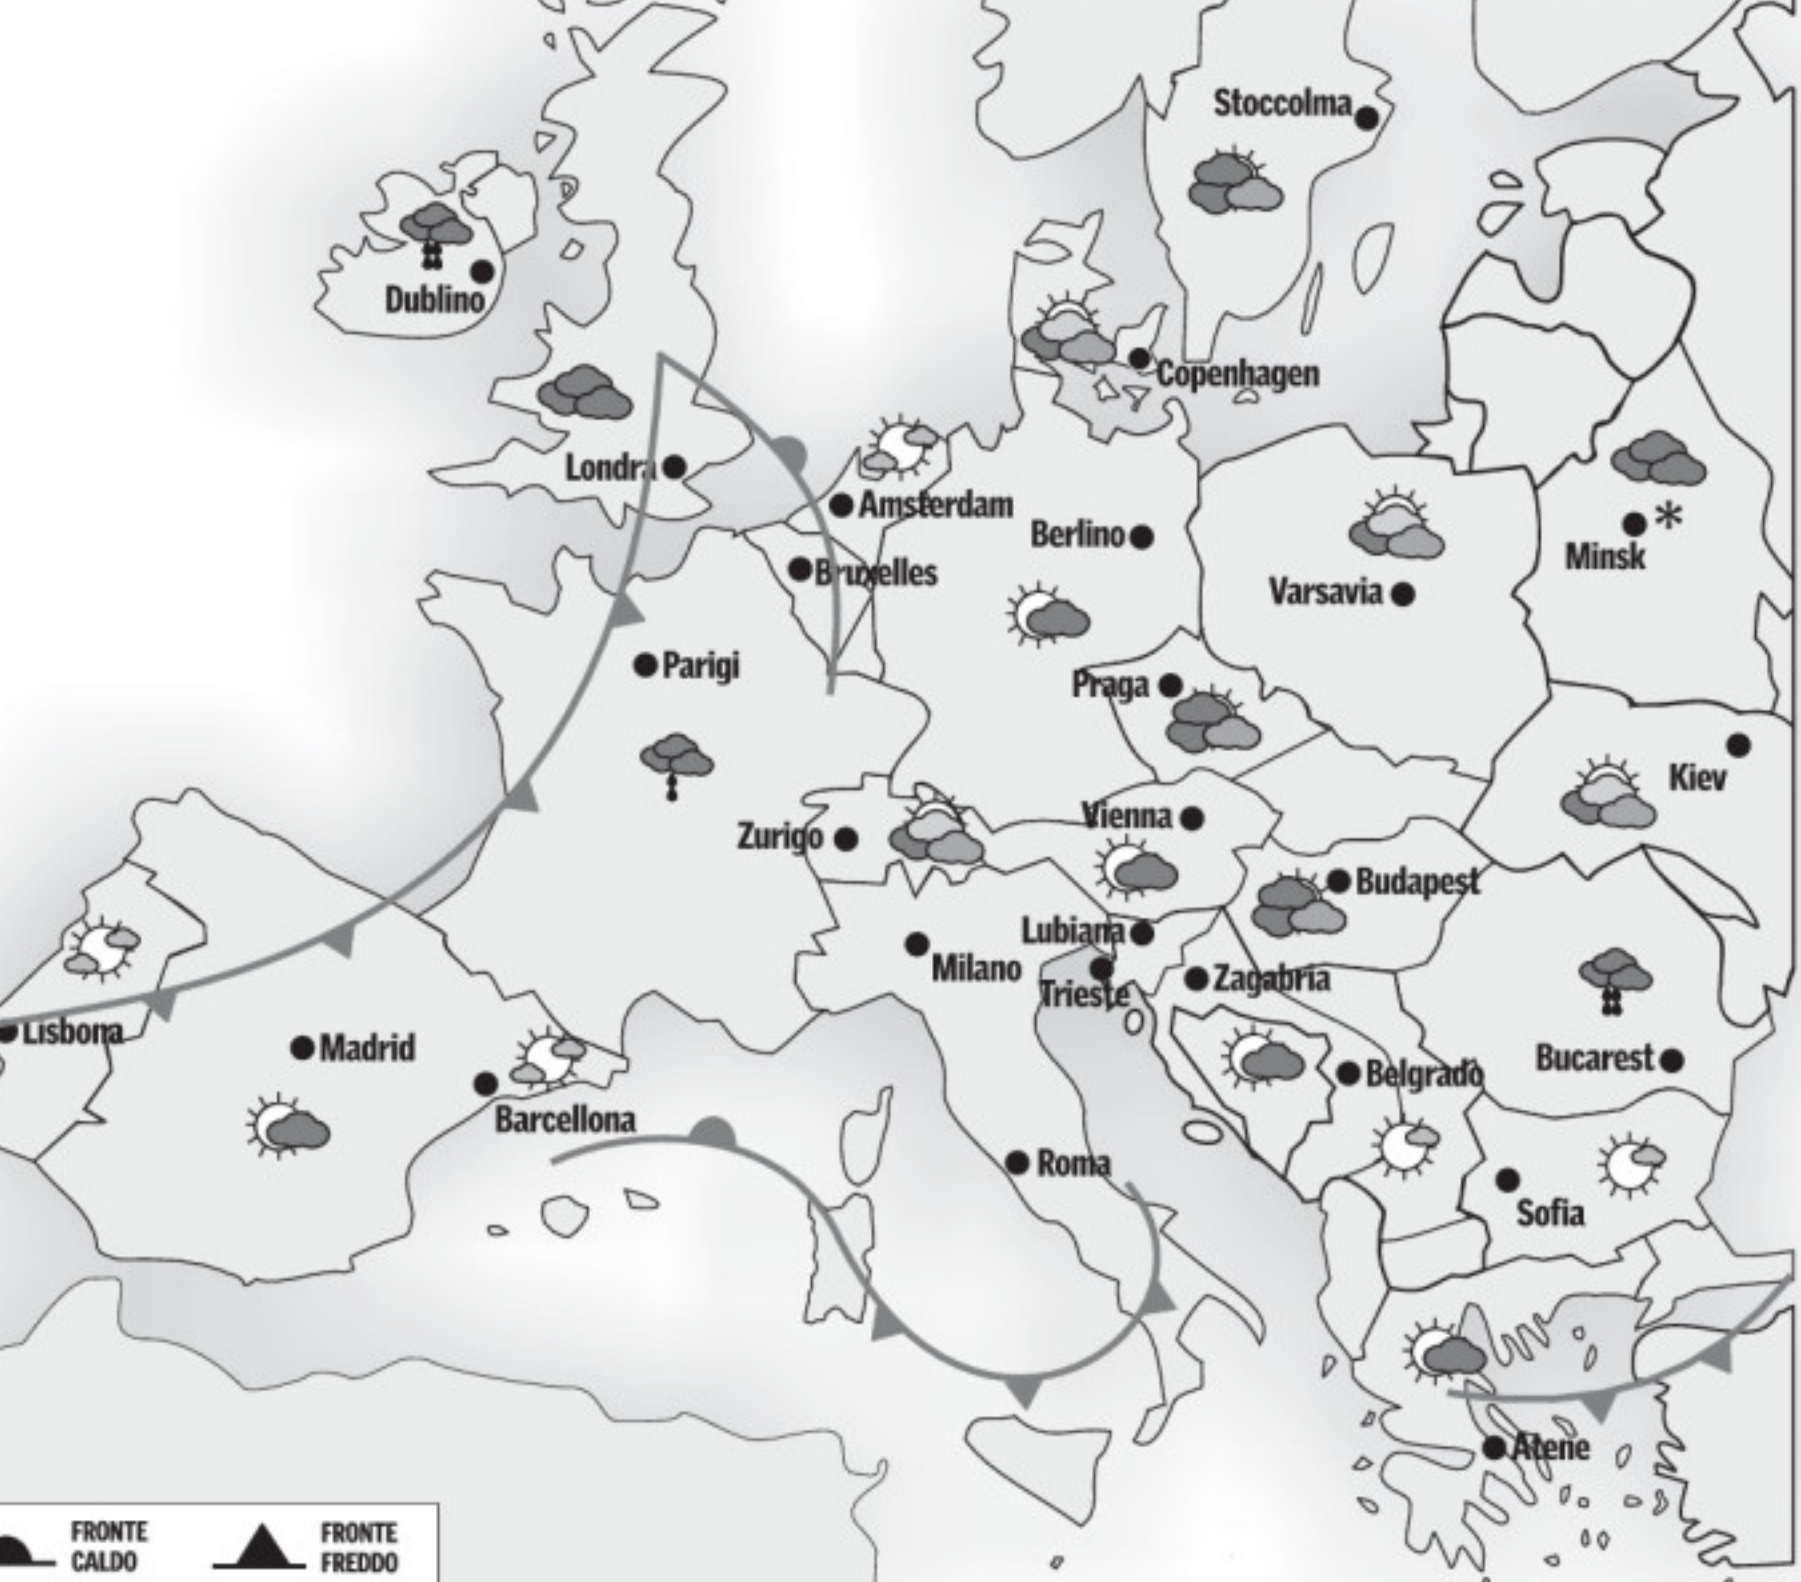 Stoccolma
Dublino
Copenhagen
Londra
Amsterdam
Berlino
*
Minsk
Bruxelles
Varsavia
Parigi
Praga
Kiev
Vienna
Zurigo
Budapest
Lubiana
Milano
Zagabria
Trieste
Lisbona
Madrid
Bucarest
Belgrado
Barcellona
Roma
Sofia
Atene
FRONTE
CALDO
FRONTE
FREDDO